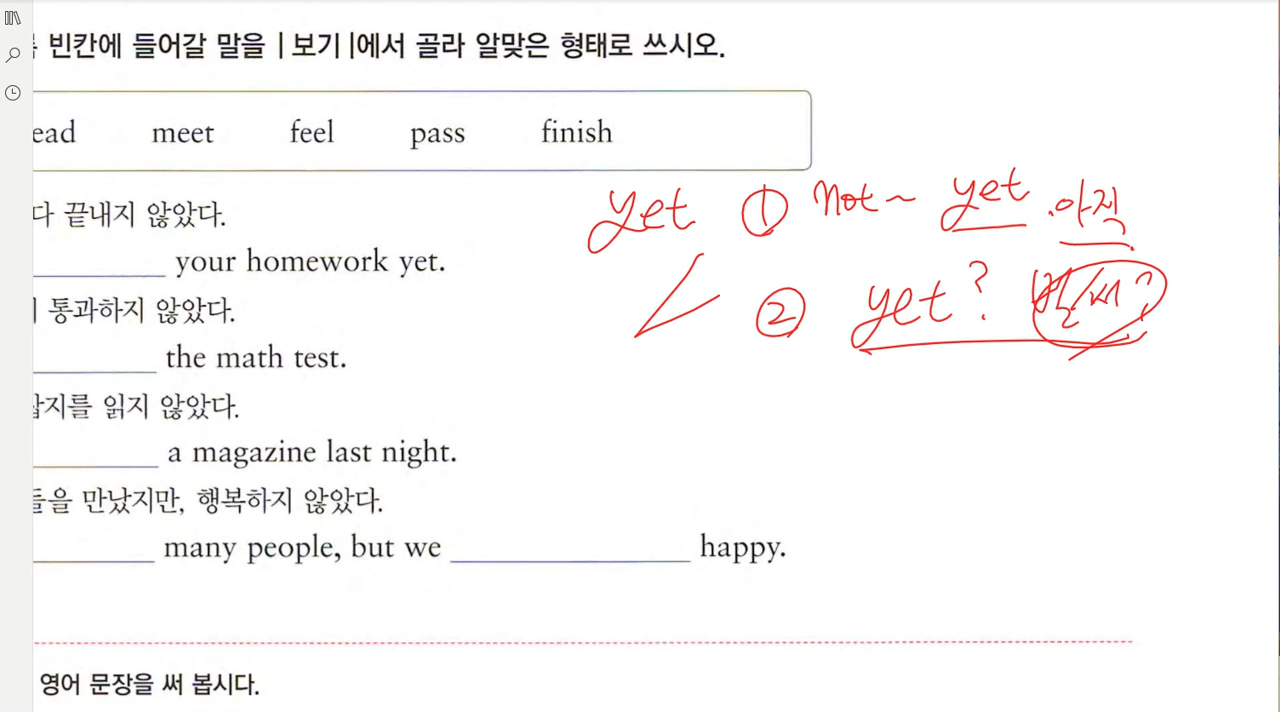 빈칸에 들어갈 말을 | 보기 |에서 골라 알맞은 형태로 쓰시오.
ead meet feel pass finish
다 끝내지 않았다.
your homework yet.
통과하지 않았다.
the math test.
잡지를 읽지 않았다.
a magazine last night.
들을 만났지만, 행복하지 않았다.
many people, but we ____________ happy.
yet ① not ~ yet . 아직
② yet? 벌써?
영어 문장을 써 봅시다.